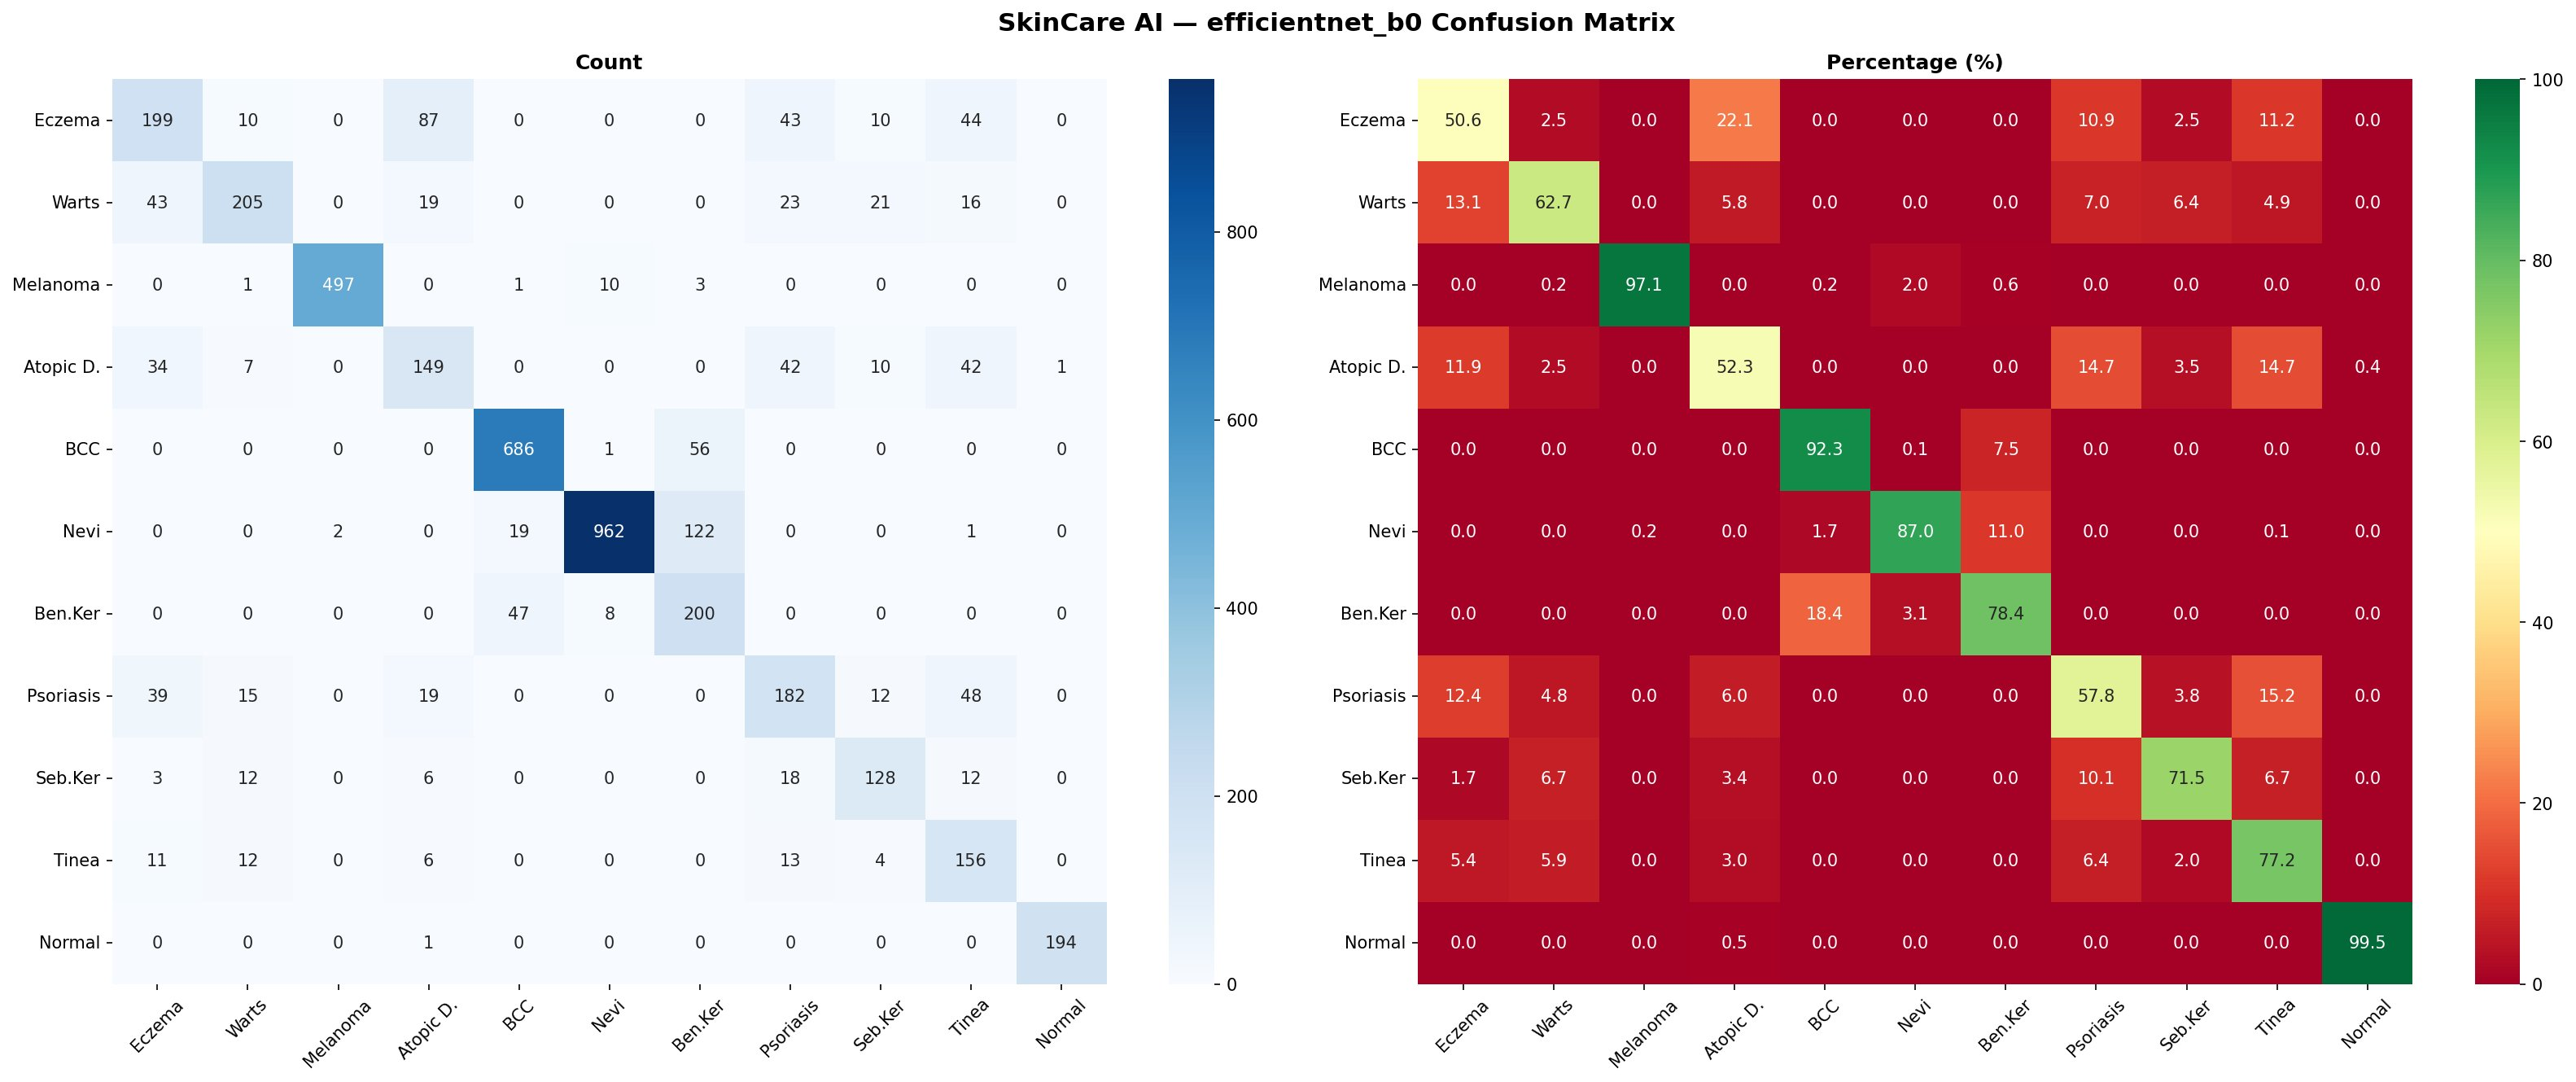 SkinCare AI — efficientnet_b0 Confusion Matrix
Count
Eczema 199 10 0 87 0 0 0 43 10 44 0
Warts 43 205 0 19 0 0 0 23 21 16 0
Melanoma 0 1 497 0 1 10 3 0 0 0 0
Atopic D. 34 7 0 149 0 0 0 42 10 42 1
BCC 0 0 0 0 686 1 56 0 0 0 0
Nevi 0 0 2 0 19 962 122 0 0 1 0
Ben.Ker 0 0 0 0 47 8 200 0 0 0 0
Psoriasis 39 15 0 19 0 0 0 182 12 48 0
Seb.Ker 3 12 0 6 0 0 0 18 128 12 0
Tinea 11 12 0 6 0 0 0 13 4 156 0
Normal 0 0 0 1 0 0 0 0 0 0 194
Eczema Warts Melanoma Atopic D. BCC Nevi Ben.Ker Psoriasis Seb.Ker Tinea Normal
800
600
400
200
0
Percentage (%)
Eczema 50.6 2.5 0.0 22.1 0.0 0.0 0.0 10.9 2.5 11.2 0.0
Warts 13.1 62.7 0.0 5.8 0.0 0.0 0.0 7.0 6.4 4.9 0.0
Melanoma 0.0 0.2 97.1 0.0 0.2 2.0 0.6 0.0 0.0 0.0 0.0
Atopic D. 11.9 2.5 0.0 52.3 0.0 0.0 0.0 14.7 3.5 14.7 0.4
BCC 0.0 0.0 0.0 0.0 92.3 0.1 7.5 0.0 0.0 0.0 0.0
Nevi 0.0 0.0 0.2 0.0 1.7 87.0 11.0 0.0 0.0 0.1 0.0
Ben.Ker 0.0 0.0 0.0 0.0 18.4 3.1 78.4 0.0 0.0 0.0 0.0
Psoriasis 12.4 4.8 0.0 6.0 0.0 0.0 0.0 57.8 3.8 15.2 0.0
Seb.Ker 1.7 6.7 0.0 3.4 0.0 0.0 0.0 10.1 71.5 6.7 0.0
Tinea 5.4 5.9 0.0 3.0 0.0 0.0 0.0 6.4 2.0 77.2 0.0
Normal 0.0 0.0 0.0 0.5 0.0 0.0 0.0 0.0 0.0 0.0 99.5
Eczema Warts Melanoma Atopic D. BCC Nevi Ben.Ker Psoriasis Seb.Ker Tinea Normal
100
80
60
40
20
0